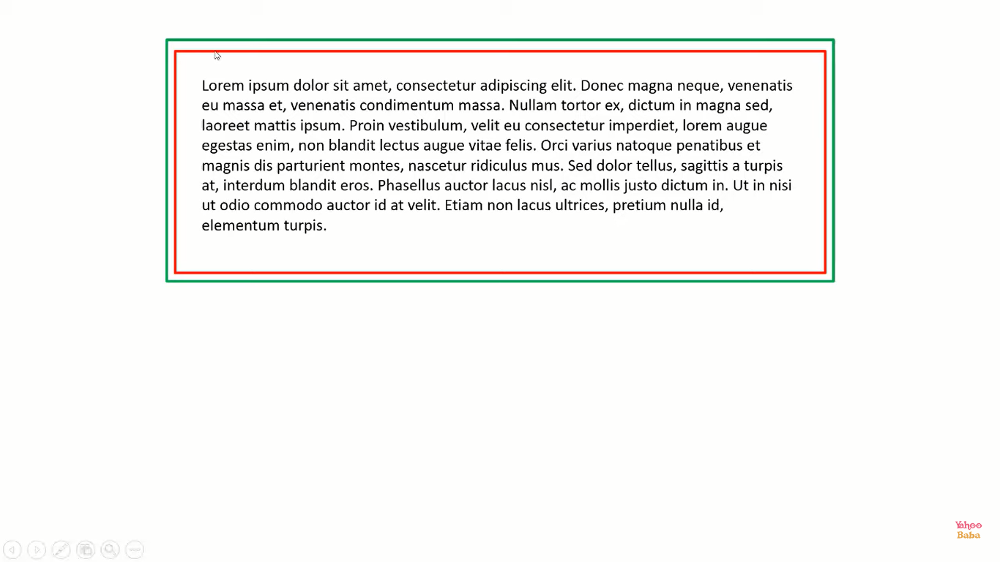 Lorem ipsum dolor sit amet, consectetur adipiscing elit. Donec magna neque, venenatis
eu massa et, venenatis condimentum massa. Nullam tortor ex, dictum in magna sed,
laoreet mattis ipsum. Proin vestibulum, velit eu consectetur imperdiet, lorem augue
egestas enim, non blandit lectus augue vitae felis. Orci varius natoque penatibus et
magnis dis parturient montes, nascetur ridiculus mus. Sed dolor tellus, sagittis a turpis
at, interdum blandit eros. Phasellus auctor lacus nisl, ac mollis justo dictum in. Ut in nisi
ut odio commodo auctor id at velit. Etiam non lacus ultrices, pretium nulla id,
elementum turpis.
Yahoo
Baba